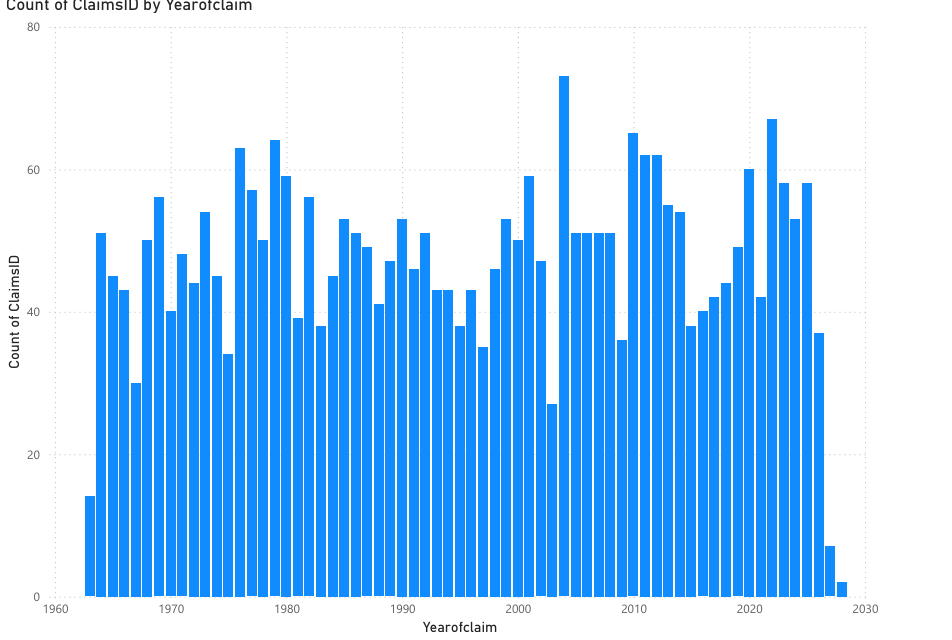 Count of ClaimsID by Yearofclaim
80
60
40
20
0
Count of ClaimsID
1960 1970 1980 1990 2000 2010 2020 2030
Yearofclaim